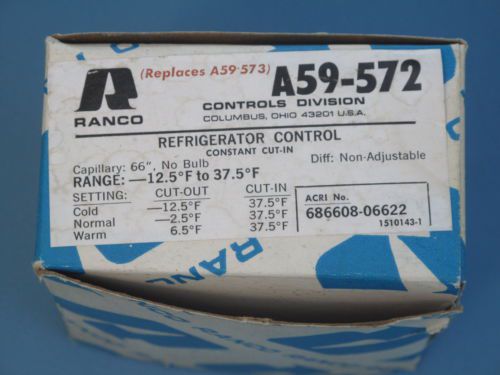 (Replaces A59-573) A59-572
RANCO
CONTROLS DIVISION
COLUMBUS, OHIO 43201 U.S.A.
REFRIGERATOR CONTROL
CONSTANT CUT-IN
Capillary: 66", No Bulb Diff: Non-Adjustable
RANGE: —12.5°F to 37.5°F
SETTING: CUT-OUT CUT-IN
Cold —12.5°F 37.5°F
Normal —2.5°F 37.5°F
Warm 6.5°F 37.5°F
ACRI No.
686608-06622
1510143-1
RANCO